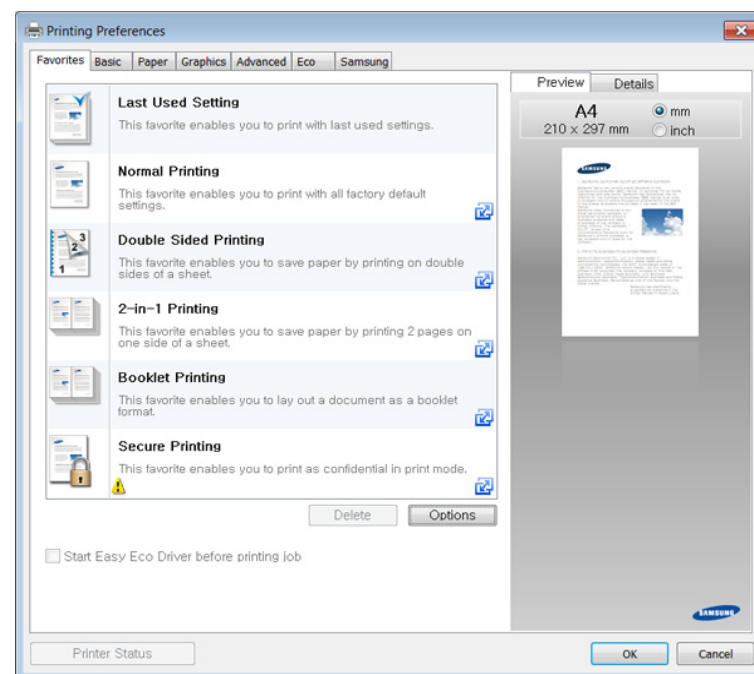 Printing Preferences
Favorites Basic Paper Graphics Advanced Eco Samsung
Last Used Setting
This favorite enables you to print with last used settings.
Normal Printing
This favorite enables you to print with all factory default
settings.
Double Sided Printing
This favorite enables you to save paper by printing on double
sides of a sheet.
2-in-1 Printing
This favorite enables you to save paper by printing 2 pages on
one side of a sheet.
Booklet Printing
This favorite enables you to lay out a document as a booklet
format.
Secure Printing
This favorite enables you to print as confidential in print mode.
Delete Options
Start Easy Eco Driver before printing job
Printer Status
Preview Details
A4
210 x 297 mm
mm
inch
SAMSUNG
SAMSUNG
OK Cancel
1 2 3